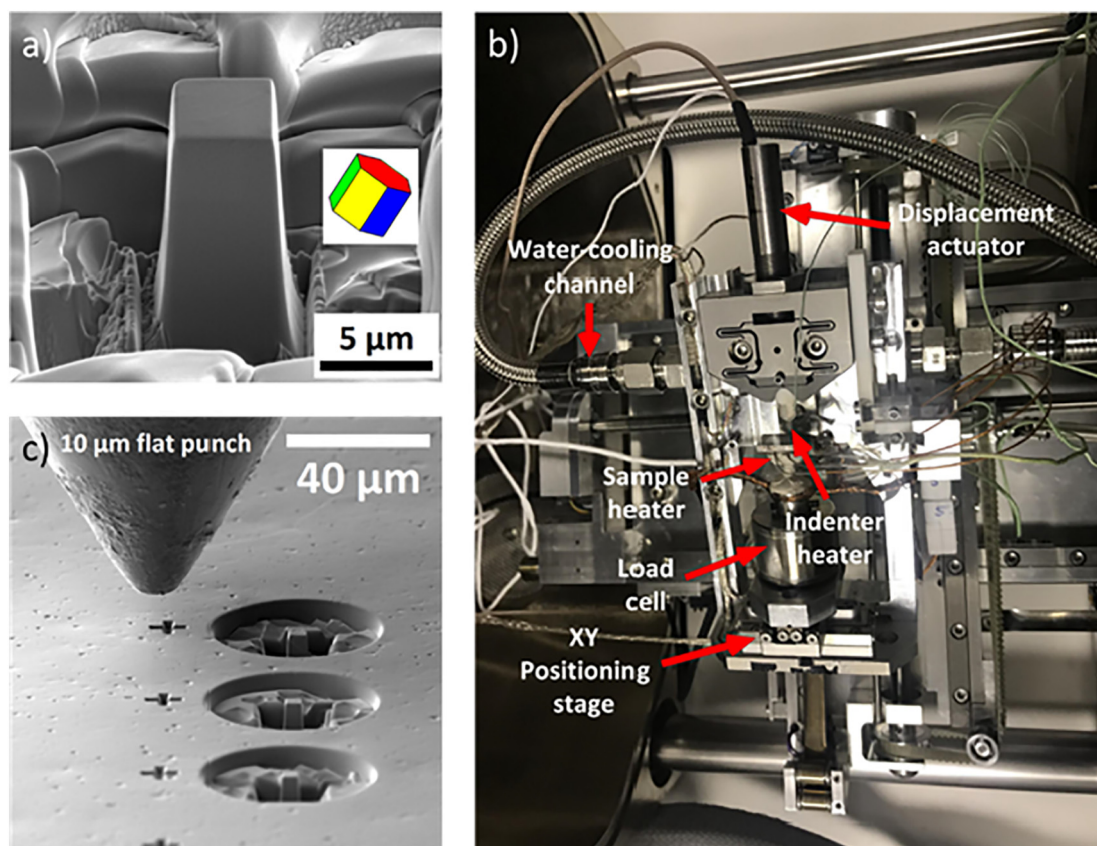 a)
5 μm
b)
Displacement
actuator
Water-cooling
channel
Sample
heater
Indenter
heater
Load
cell
XY
Positioning
stage
c)
10 μm flat punch
40 μm